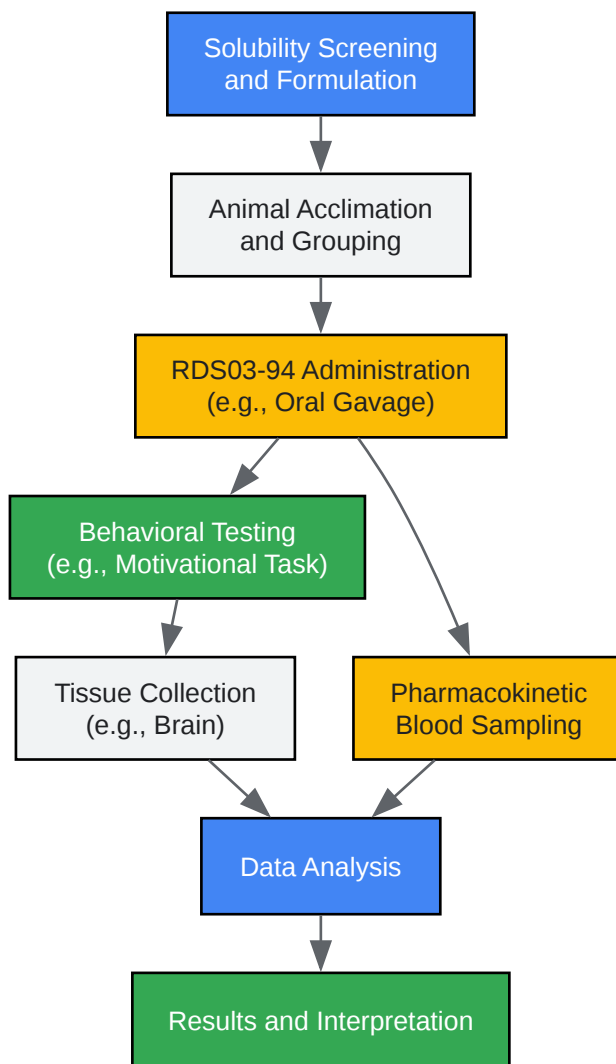 Solubility Screening
and Formulation
Animal Acclimation
and Grouping
RDS03-94 Administration
(e.g., Oral Gavage)
Behavioral Testing
(e.g., Motivational Task)
Tissue Collection
(e.g., Brain)
Pharmacokinetic
Blood Sampling
Data Analysis
Results and Interpretation